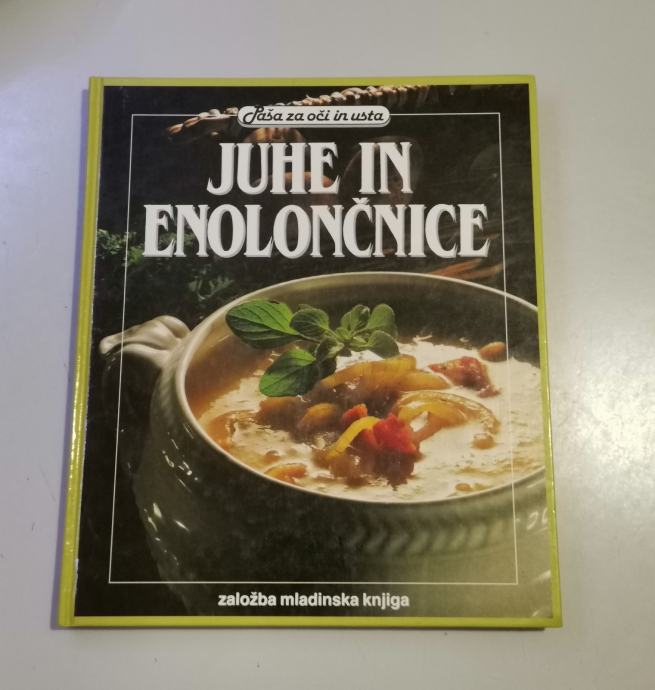 Paša za oči in usta
JUHE IN
ENOLONČNICE
založba mladinska knjiga